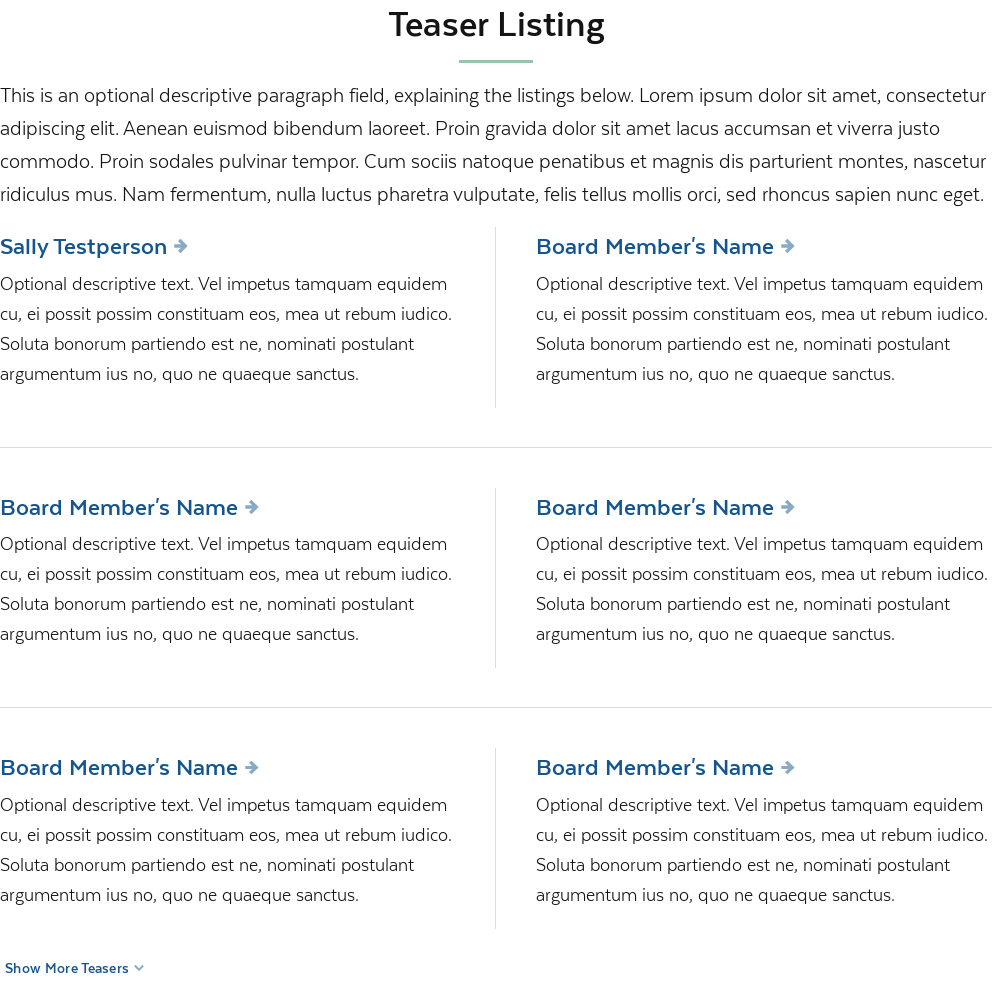 Teaser Listing
This is an optional descriptive paragraph field, explaining the listings below. Lorem ipsum dolor sit amet, consectetur
adipiscing elit. Aenean euismod bibendum laoreet. Proin gravida dolor sit amet lacus accumsan et viverra justo
commodo. Proin sodales pulvinar tempor. Cum sociis natoque penatibus et magnis dis parturient montes, nascetur
ridiculus mus. Nam fermentum, nulla luctus pharetra vulputate, felis tellus mollis orci, sed rhoncus sapien nunc eget.
Sally Testperson
Optional descriptive text. Vel impetus tamquam equidem
cu, ei possit possim constituam eos, mea ut rebum iudico.
Soluta bonorum partiendo est ne, nominati postulant
argumentum ius no, quo ne quaeque sanctus.
Board Member's Name
Optional descriptive text. Vel impetus tamquam equidem
cu, ei possit possim constituam eos, mea ut rebum iudico.
Soluta bonorum partiendo est ne, nominati postulant
argumentum ius no, quo ne quaeque sanctus.
Board Member's Name
Optional descriptive text. Vel impetus tamquam equidem
cu, ei possit possim constituam eos, mea ut rebum iudico.
Soluta bonorum partiendo est ne, nominati postulant
argumentum ius no, quo ne quaeque sanctus.
Board Member's Name
Optional descriptive text. Vel impetus tamquam equidem
cu, ei possit possim constituam eos, mea ut rebum iudico.
Soluta bonorum partiendo est ne, nominati postulant
argumentum ius no, quo ne quaeque sanctus.
Board Member's Name
Optional descriptive text. Vel impetus tamquam equidem
cu, ei possit possim constituam eos, mea ut rebum iudico.
Soluta bonorum partiendo est ne, nominati postulant
argumentum ius no, quo ne quaeque sanctus.
Board Member's Name
Optional descriptive text. Vel impetus tamquam equidem
cu, ei possit possim constituam eos, mea ut rebum iudico.
Soluta bonorum partiendo est ne, nominati postulant
argumentum ius no, quo ne quaeque sanctus.
Show More Teasers